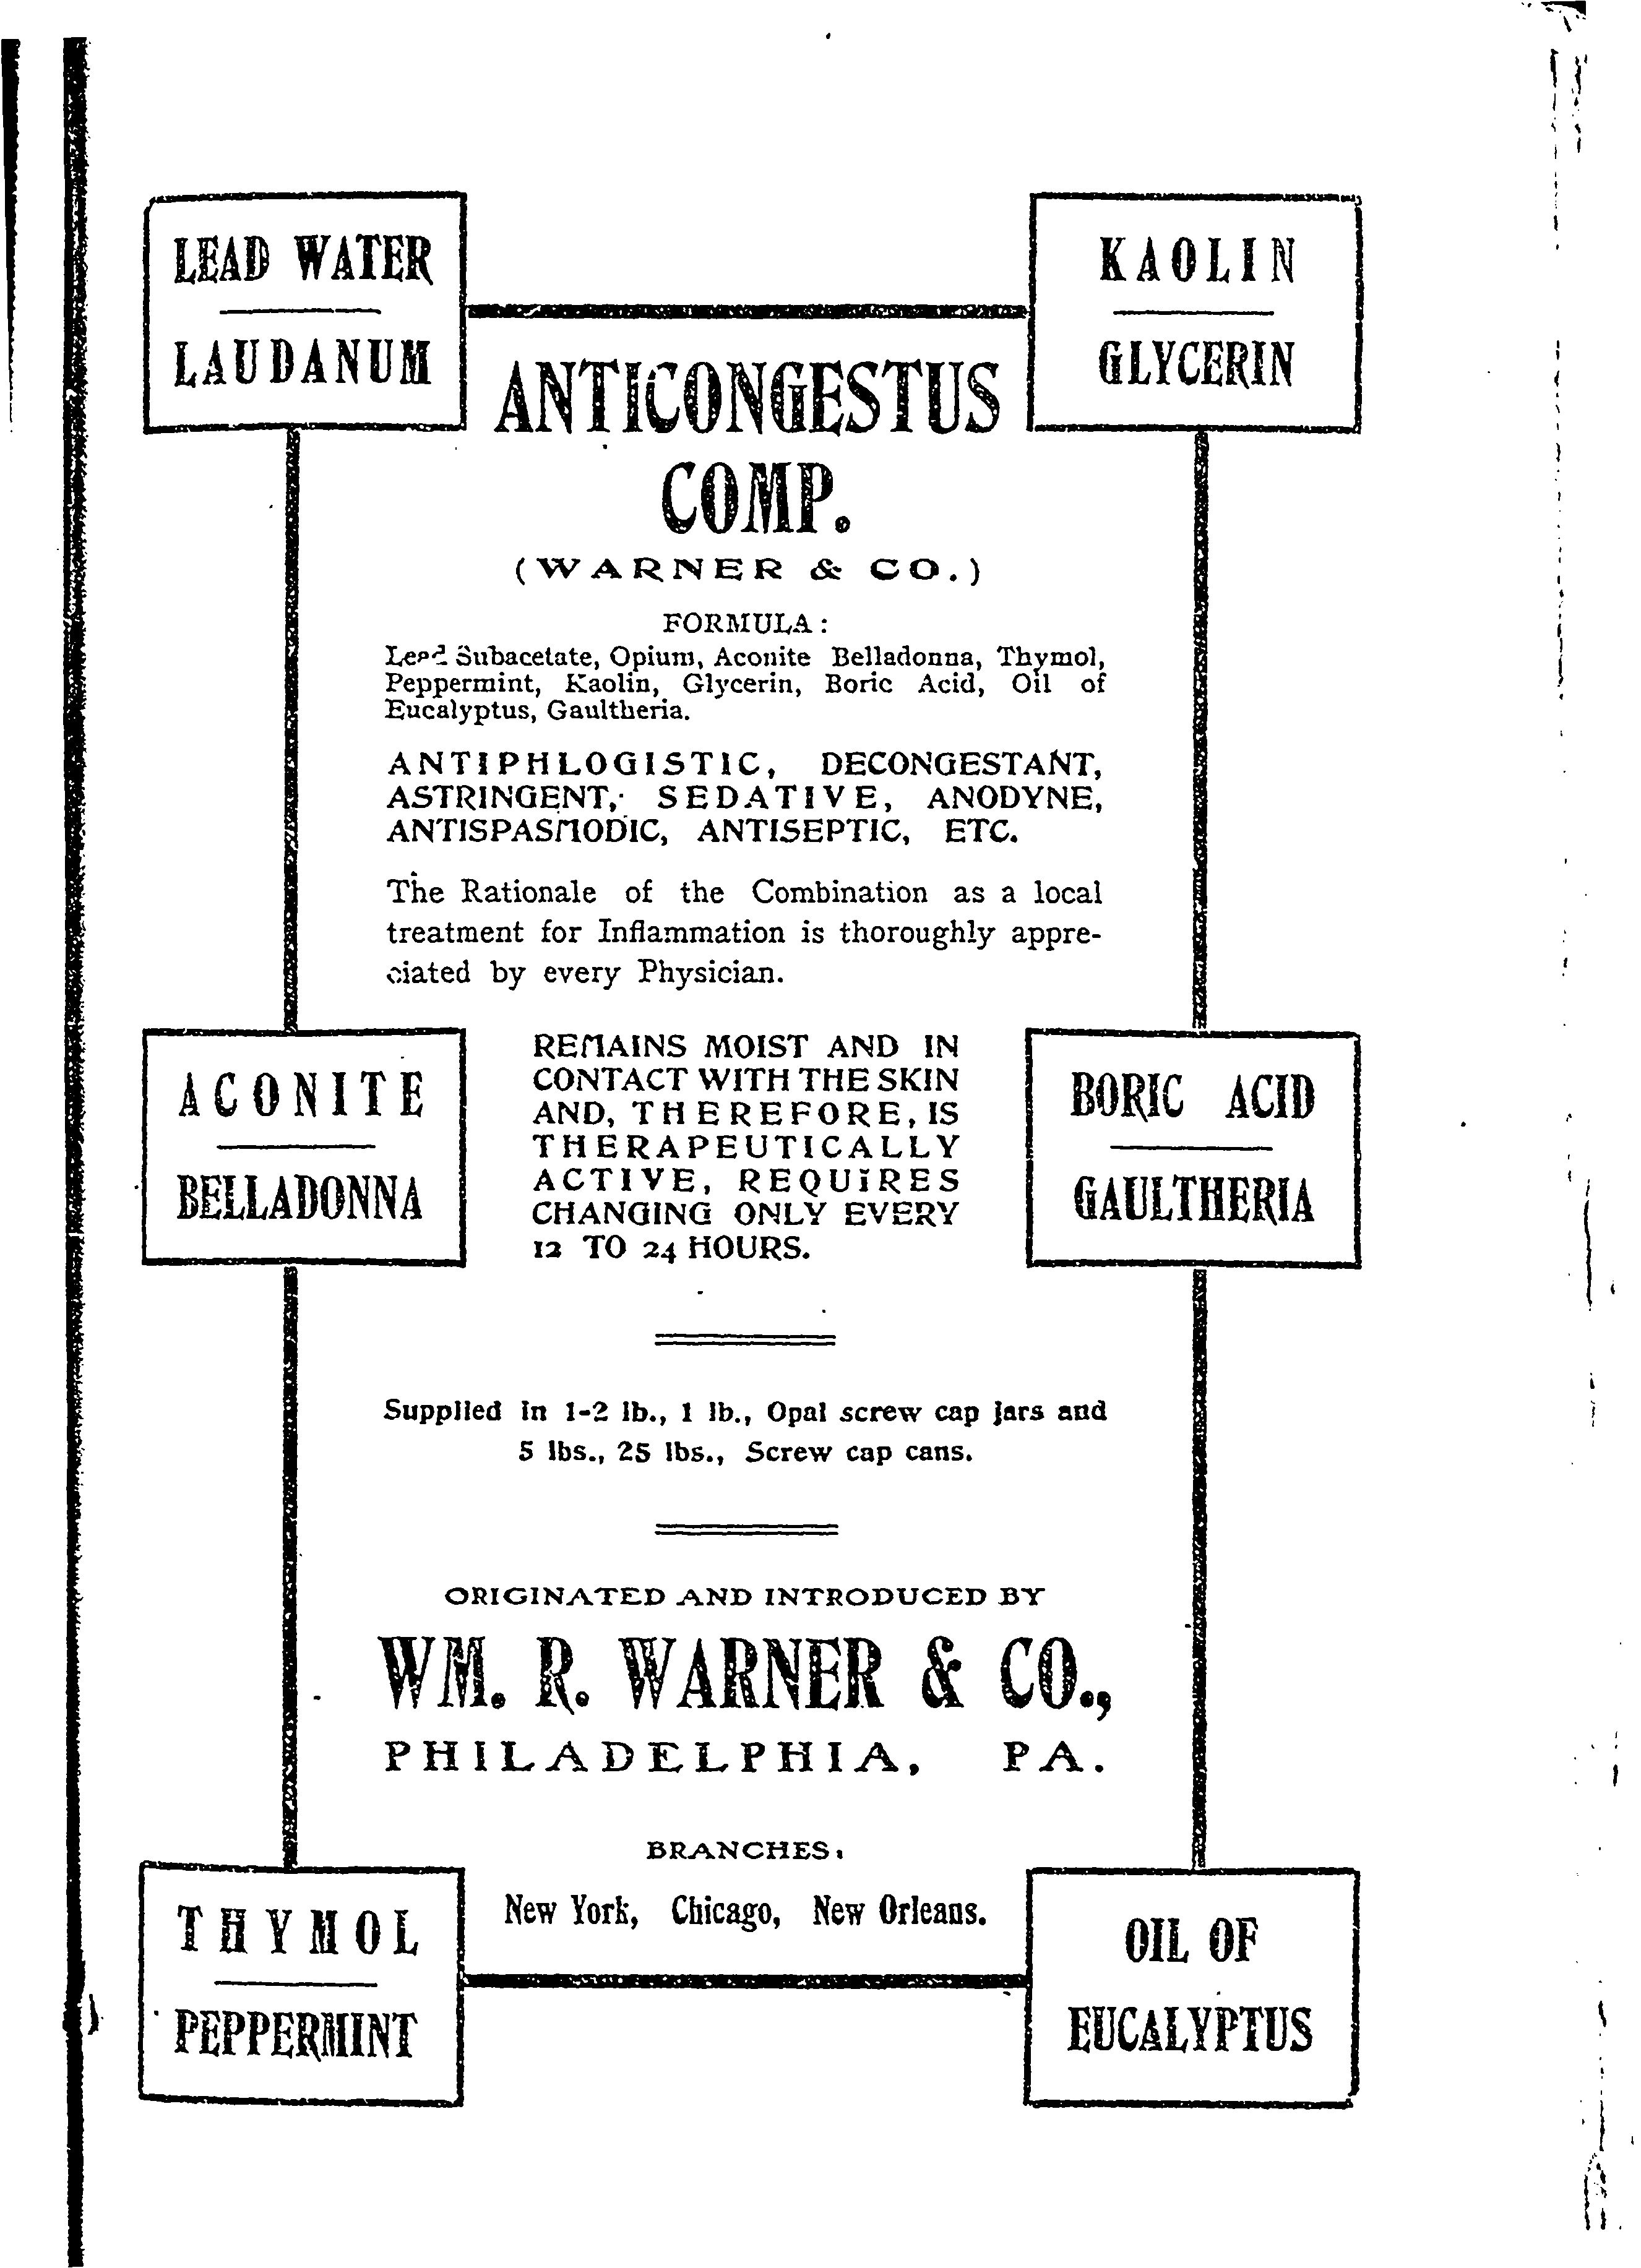 LEAD WATER
LAUDANUM
KAOLIN
GLYCERIN
ANTICONGESTUS
COMP.
(WARNER & CO.)
FORMULA:
Lead Subacetate, Opium, Aconite Belladonna, Thymol,
Peppermint, Kaolin, Glycerin, Boric Acid, Oil of
Eucalyptus, Gaultheria.
ANTIPHLOGISTIC, DECONGESTANT,
ASTRINGENT, SEDATIVE, ANODYNE,
ANTISPASMODIC, ANTISEPTIC, ETC.
The Rationale of the Combination as a local
treatment for Inflammation is thoroughly appre-
ciated by every Physician.
ACONITE
BELLADONNA
REMAINS MOIST AND IN
CONTACT WITH THE SKIN
AND, THEREFORE, IS
THERAPEUTICALLY
ACTIVE, REQUIRES
CHANGING ONLY EVERY
12 TO 24 HOURS.
BORIC ACID
GAULTHERIA
Supplied in 1-2 lb., 1 lb., Opal screw cap jars and
5 lbs., 25 lbs., Screw cap cans.
ORIGINATED AND INTRODUCED BY
WM. R. WARNER & CO.,
PHILADELPHIA, PA.
BRANCHES:
New York, Chicago, New Orleans.
THYMOL
PEPPERMINT
OIL OF
EUCALYPTUS